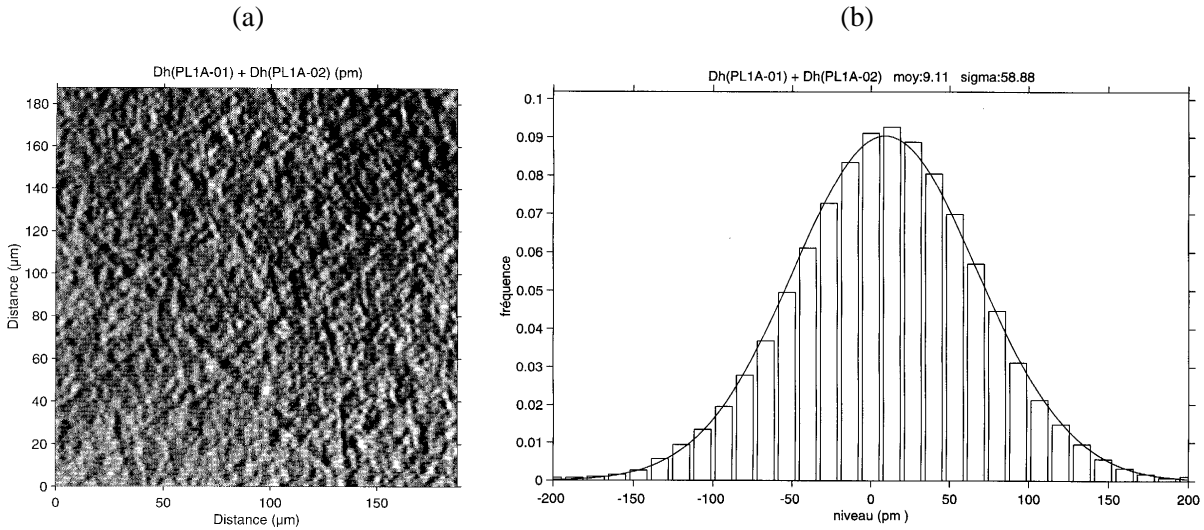 (a)
Dh(PL1A-01) + Dh(PL1A-02) (pm)
Distance (µm)
180
160
140
120
100
80
60
40
20
0
0 50 100 150
Distance (µm)
(b)
Dh(PL1A-01) + Dh(PL1A-02) moy:9.11 sigma:58.88
fréquence
0.1
0.09
0.08
0.07
0.06
0.05
0.04
0.03
0.02
0.01
0
-200 -150 -100 -50 0 50 100 150 200
niveau (pm )